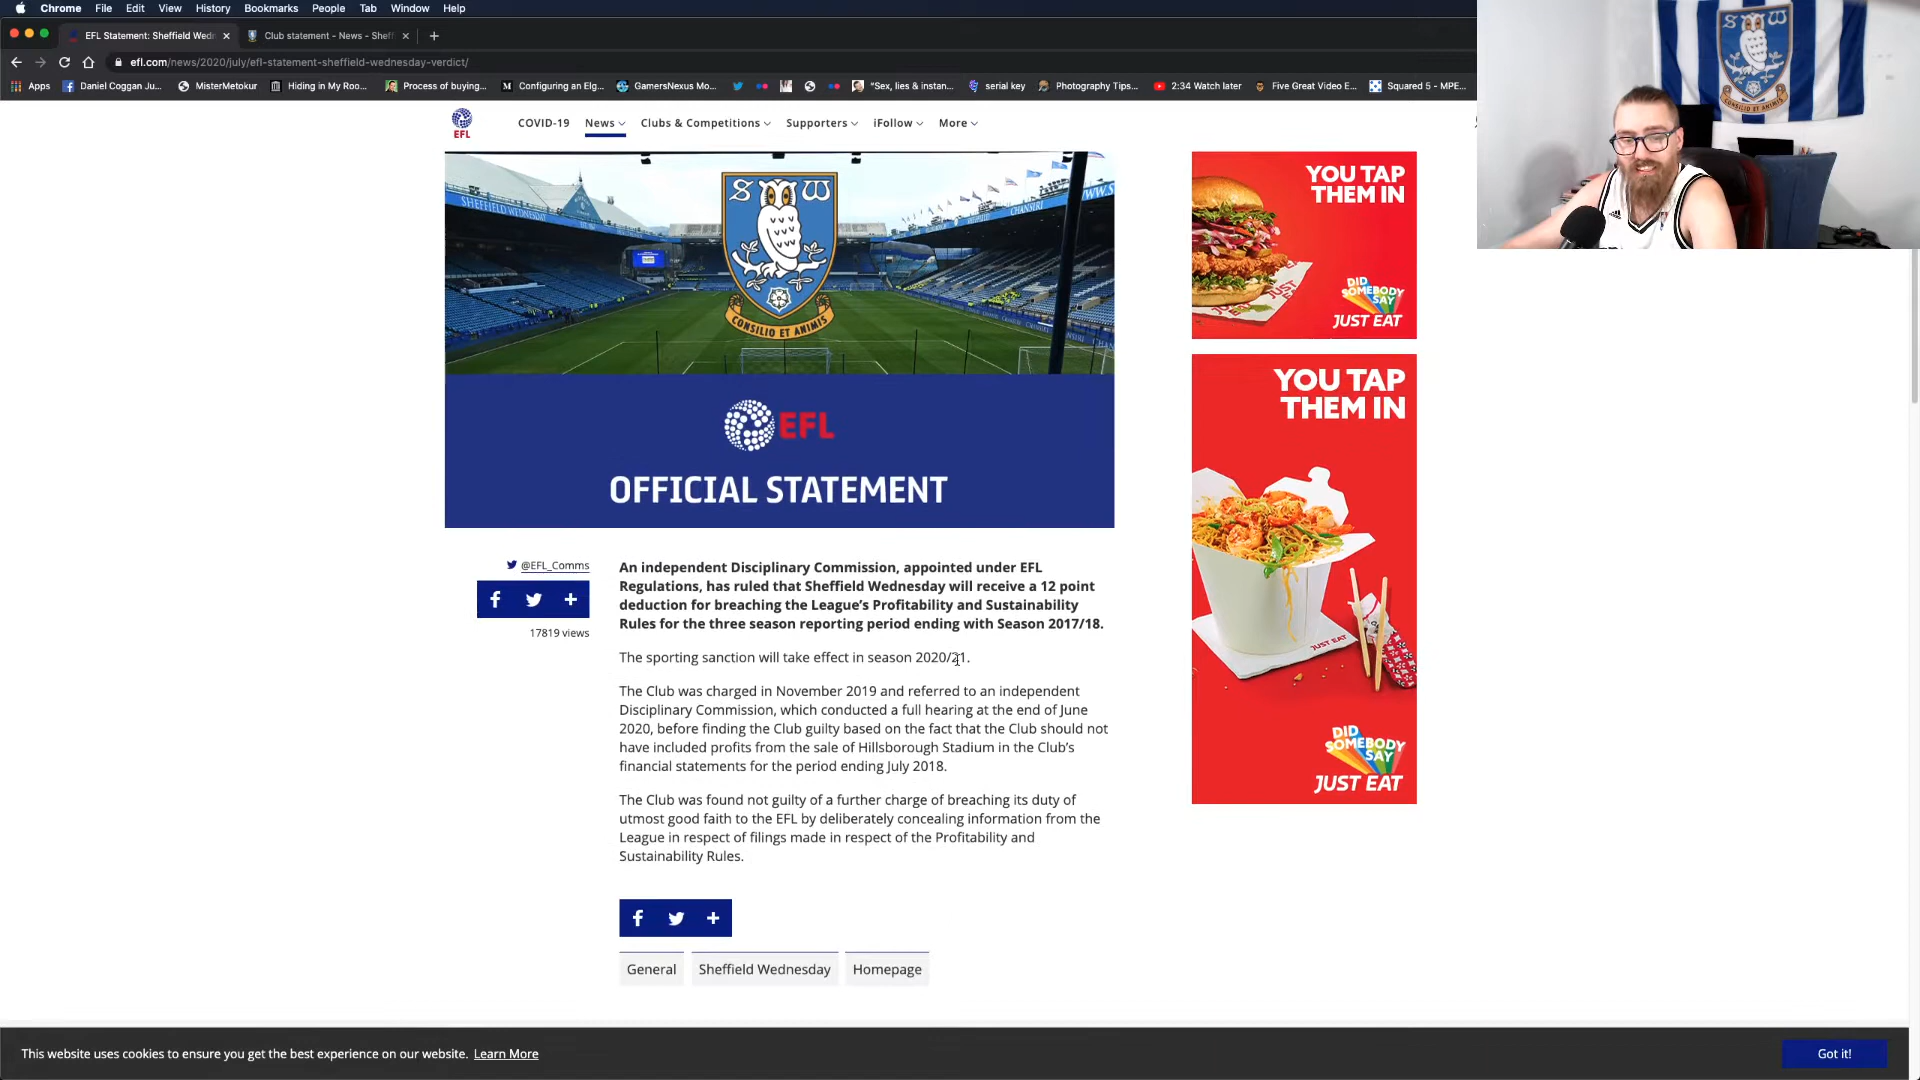 Chrome File Edit View History Bookmarks People Tab Window Help
EFL Statement: Sheffield Wedn
Club statement - News - Sheff
efl.com/news/2020/july/efl-statement-sheffield-wednesday-verdict/
Apps Daniel Coggan Ju... MisterMetokur Hiding in My Roo... Process of buying... Configuring an Elg... GamersNexus Mo... "Sex, lies & instan... serial key Photography Tips... 2:34 Watch later Five Great Video E... Squared 5 - MPE...
EFL
COVID-19 News Clubs & Competitions Supporters iFollow More
SHEFFIELD WEDNESDAY
CHANSIRI
S W
CONSILIO ET ANIMIS
EFL
OFFICIAL STATEMENT
@EFL_Comms
17819 views
An independent Disciplinary Commission, appointed under EFL
Regulations, has ruled that Sheffield Wednesday will receive a 12 point
deduction for breaching the League's Profitability and Sustainability
Rules for the three season reporting period ending with Season 2017/18.
The sporting sanction will take effect in season 2020/21.
The Club was charged in November 2019 and referred to an independent
Disciplinary Commission, which conducted a full hearing at the end of June
2020, before finding the Club guilty based on the fact that the Club should not
have included profits from the sale of Hillsborough Stadium in the Club's
financial statements for the period ending July 2018.
The Club was found not guilty of a further charge of breaching its duty of
utmost good faith to the EFL by deliberately concealing information from the
League in respect of filings made in respect of the Profitability and
Sustainability Rules.
General Sheffield Wednesday Homepage
YOU TAP
THEM IN
DID
SOMEBODY
SAY
JUST EAT
YOU TAP
THEM IN
JUST EAT
DID
SOMEBODY
SAY
JUST EAT
S W
CONSILIO ET ANIMIS
This website uses cookies to ensure you get the best experience on our website. Learn More
Got it!